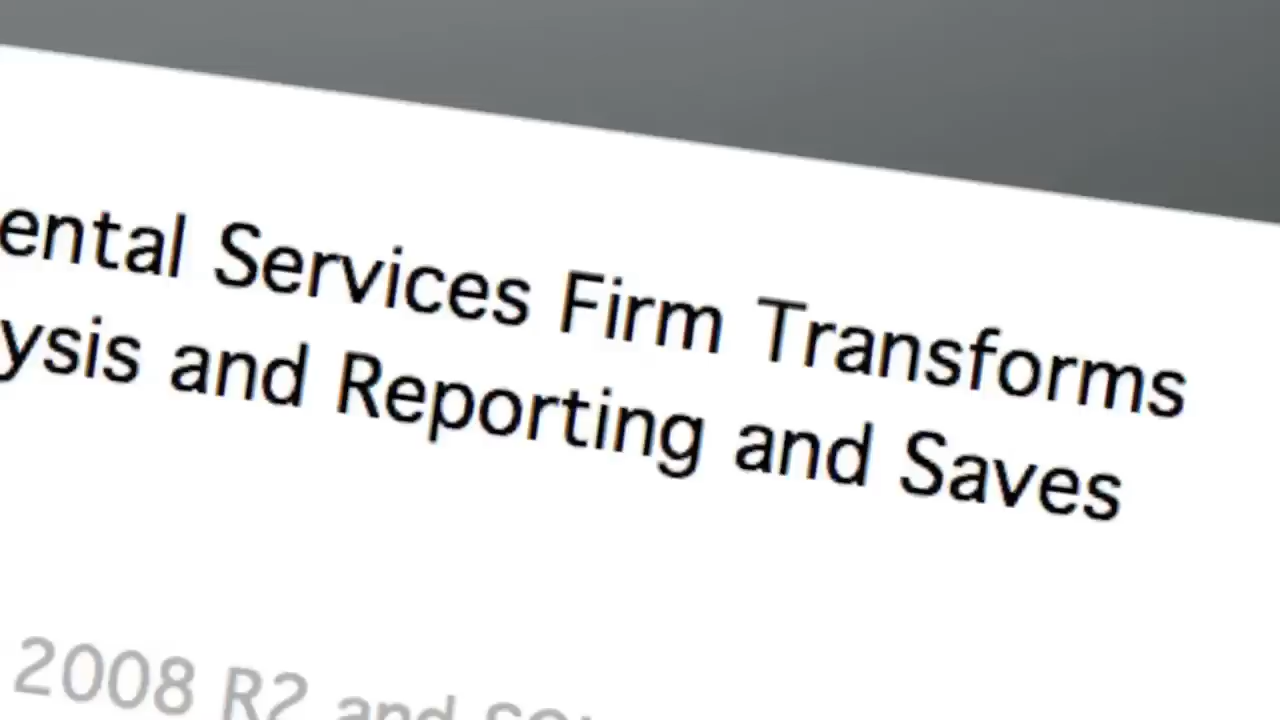 ental Services Firm Transforms
ysis and Reporting and Saves
2008 R2 and